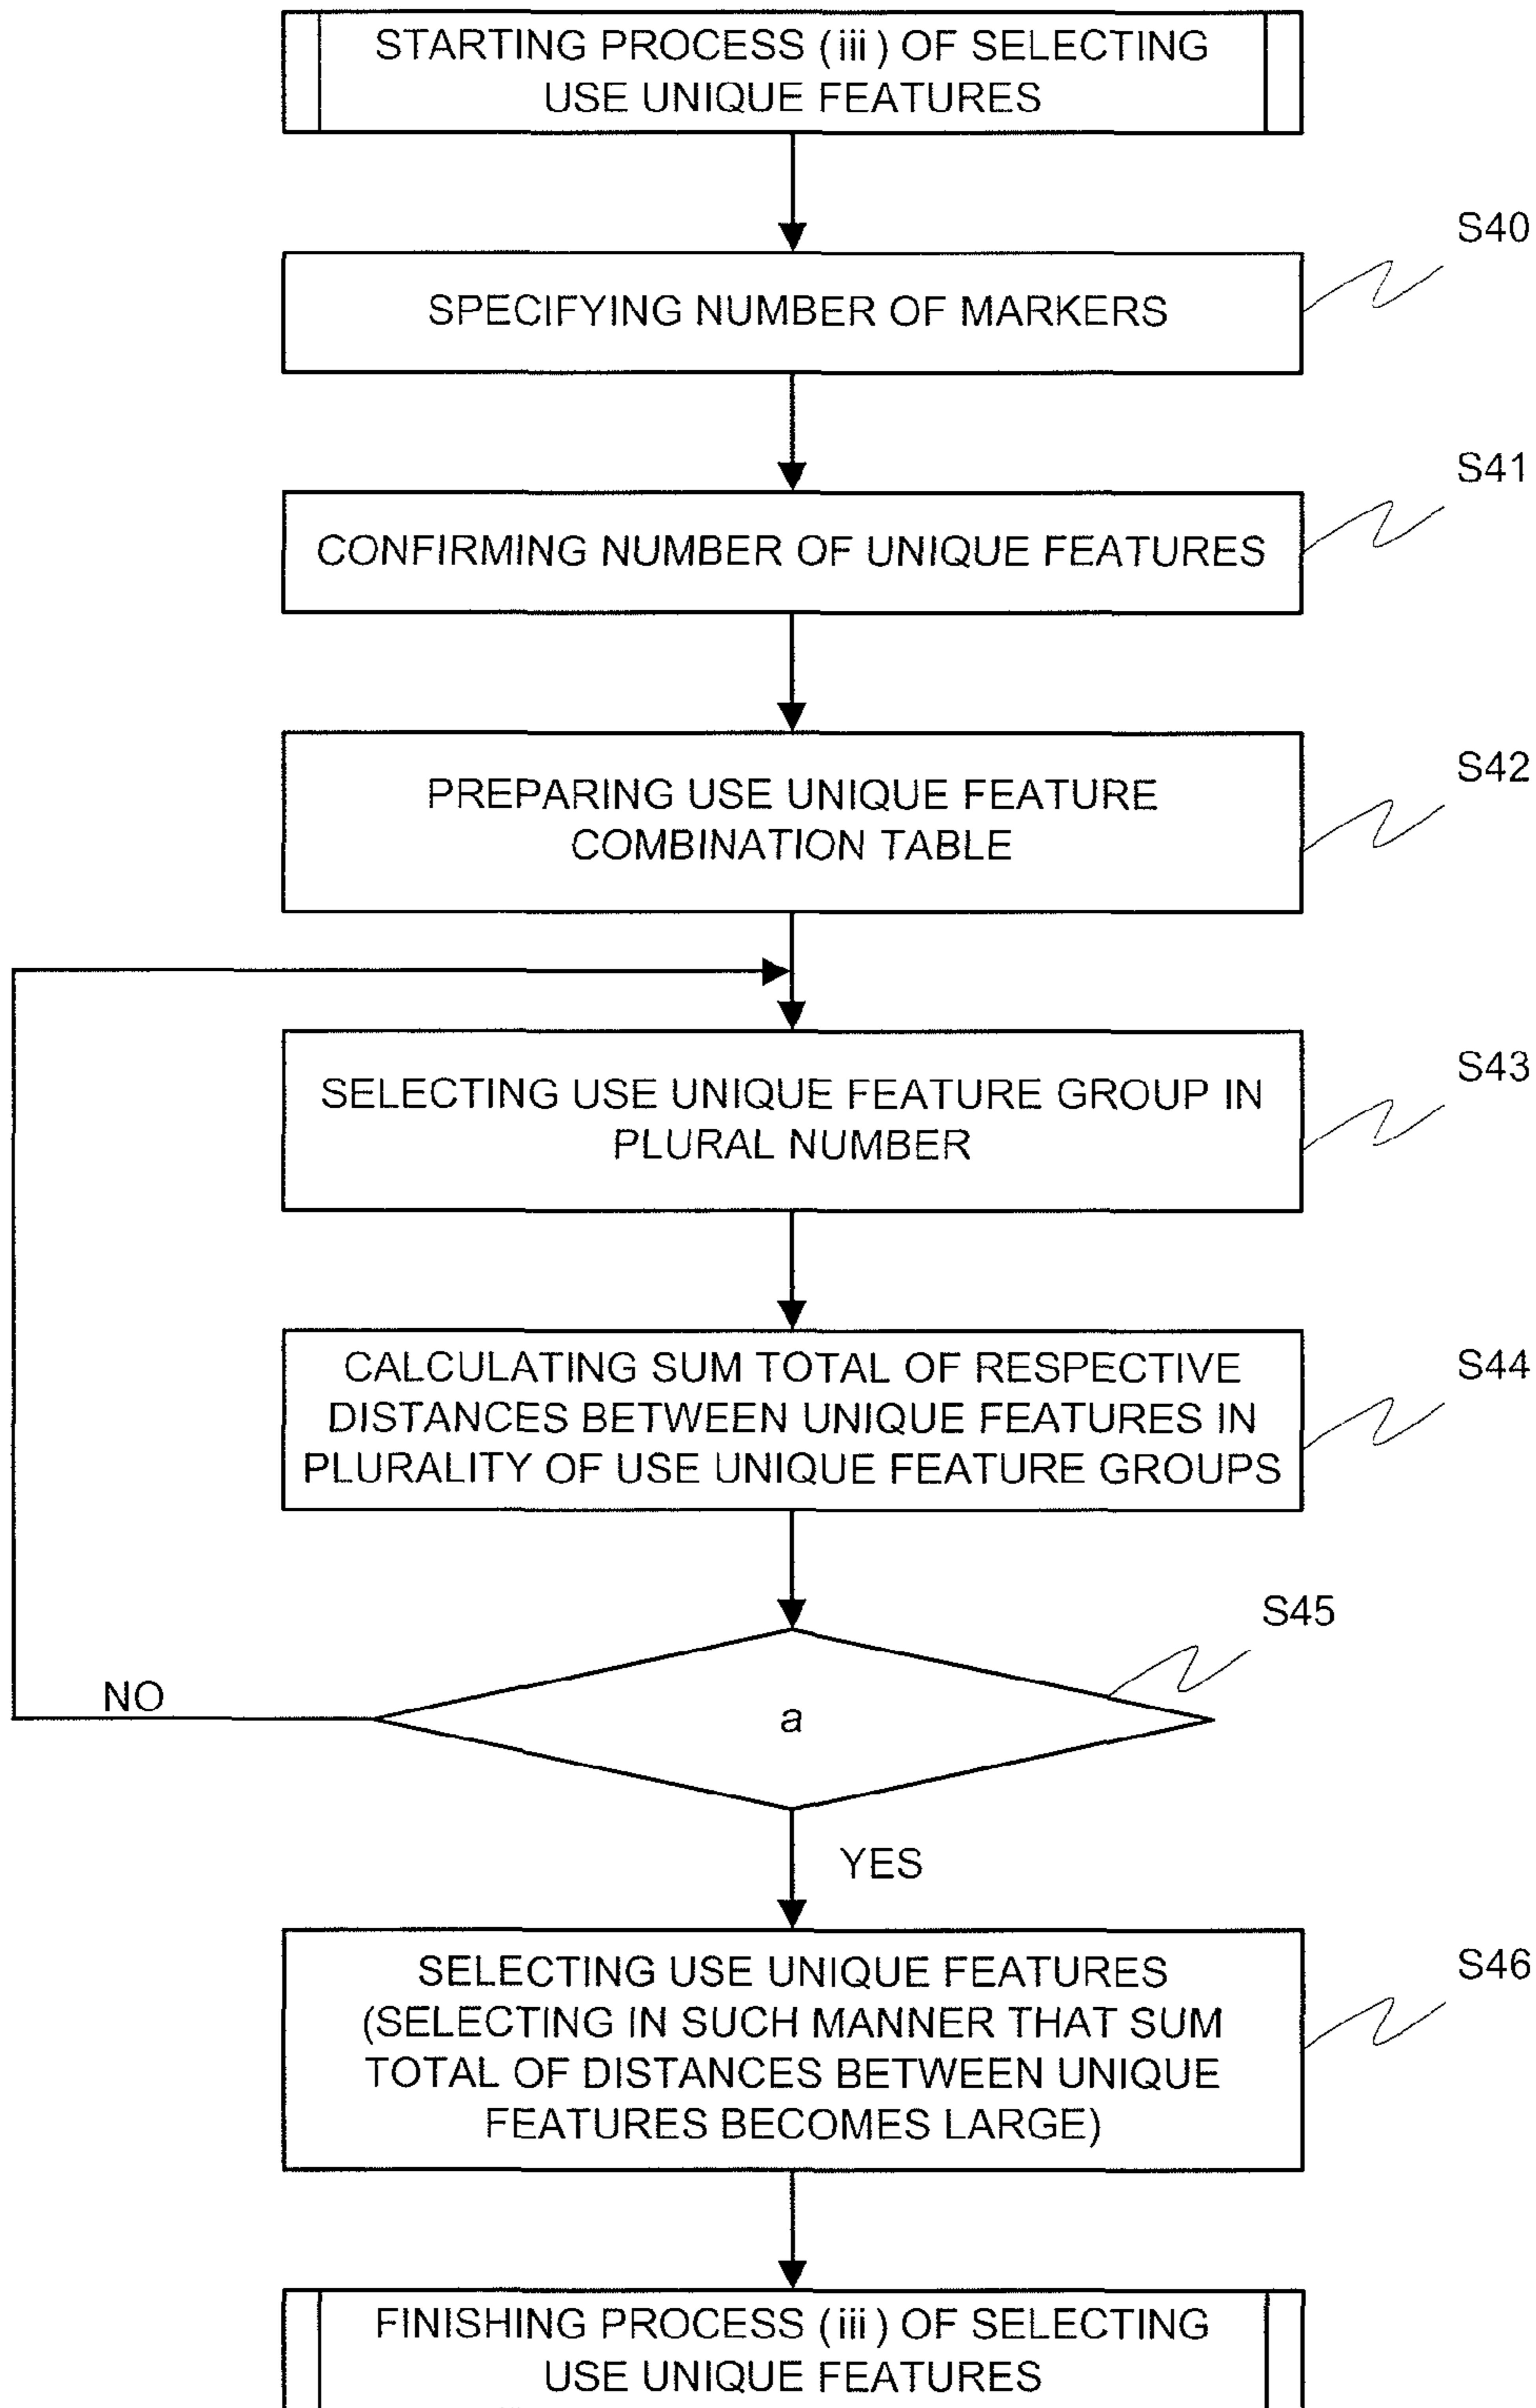 STARTING PROCESS (iii) OF SELECTING
USE UNIQUE FEATURES
S40
SPECIFYING NUMBER OF MARKERS
S41
CONFIRMING NUMBER OF UNIQUE FEATURES
S42
PREPARING USE UNIQUE FEATURE
COMBINATION TABLE
S43
SELECTING USE UNIQUE FEATURE GROUP IN
PLURAL NUMBER
S44
CALCULATING SUM TOTAL OF RESPECTIVE
DISTANCES BETWEEN UNIQUE FEATURES IN
PLURALITY OF USE UNIQUE FEATURE GROUPS
S45
NO
a
YES
S46
SELECTING USE UNIQUE FEATURES
(SELECTING IN SUCH MANNER THAT SUM
TOTAL OF DISTANCES BETWEEN UNIQUE
FEATURES BECOMES LARGE)
FINISHING PROCESS (iii) OF SELECTING
USE UNIQUE FEATURES